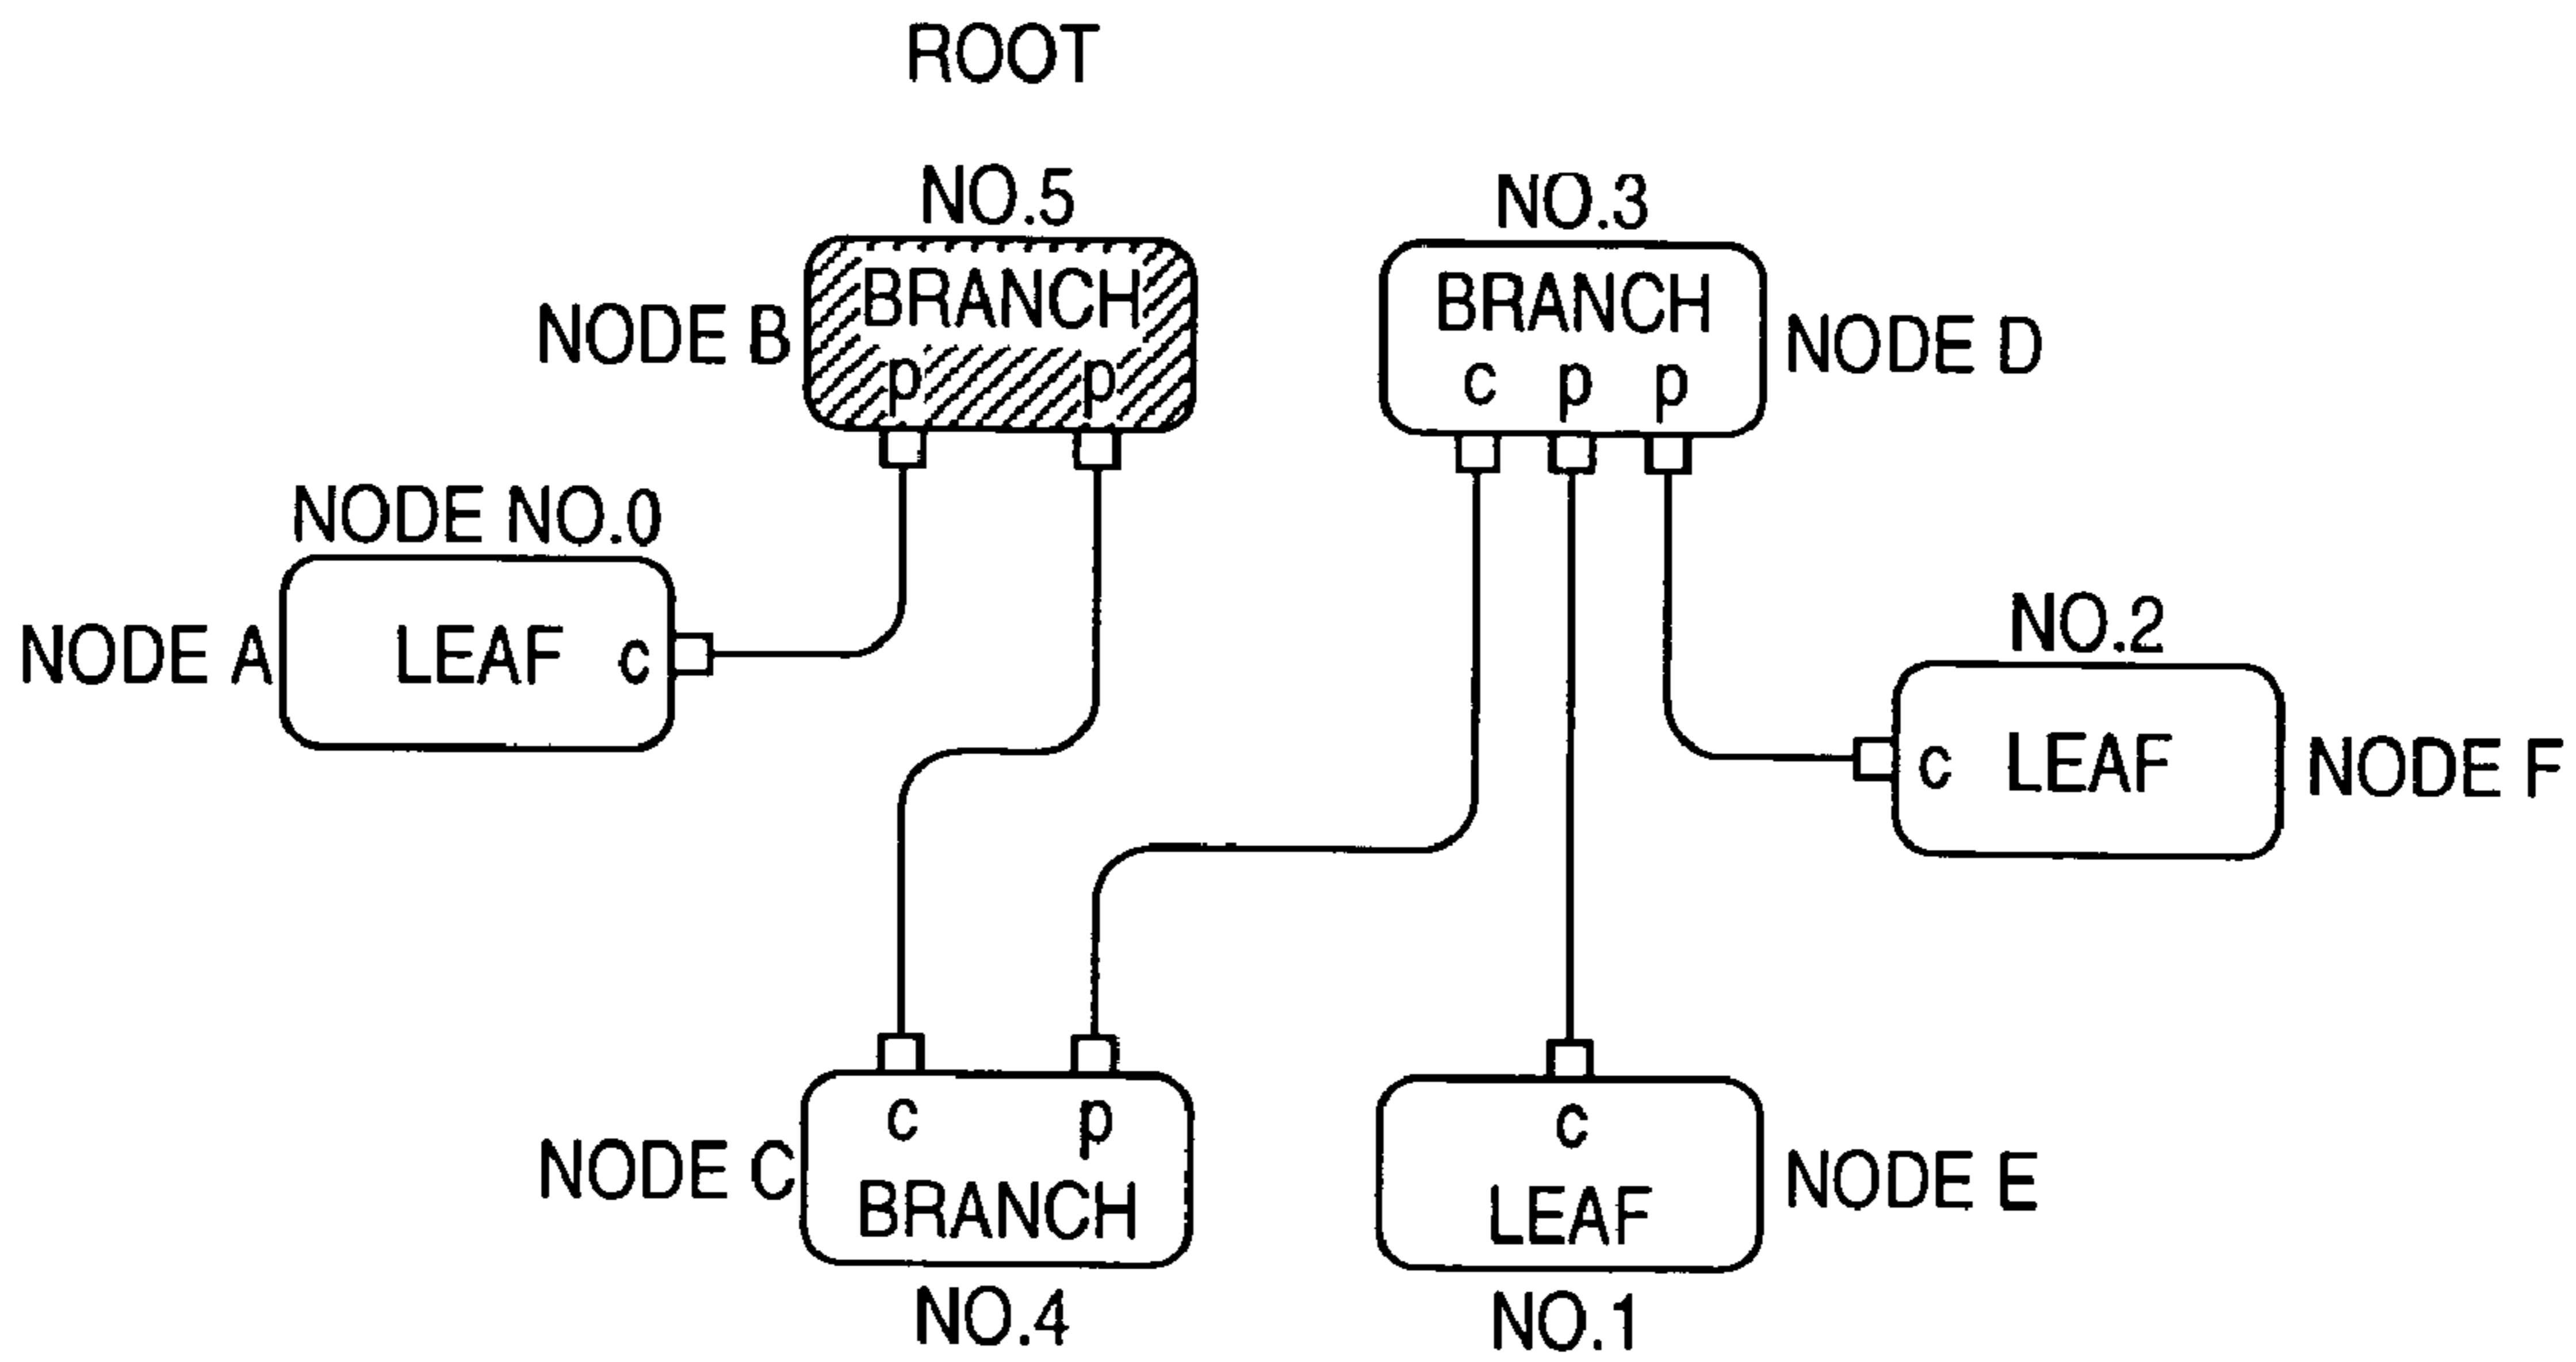 ROOT
NO.5
NO.3
BRANCH
NODE B
p p
BRANCH
NODE D
c p p
NODE NO.0
NODE A
LEAF c
NO.2
c LEAF
NODE F
c p
NODE C
BRANCH
NO.4
c
NODE E
LEAF
NO.1